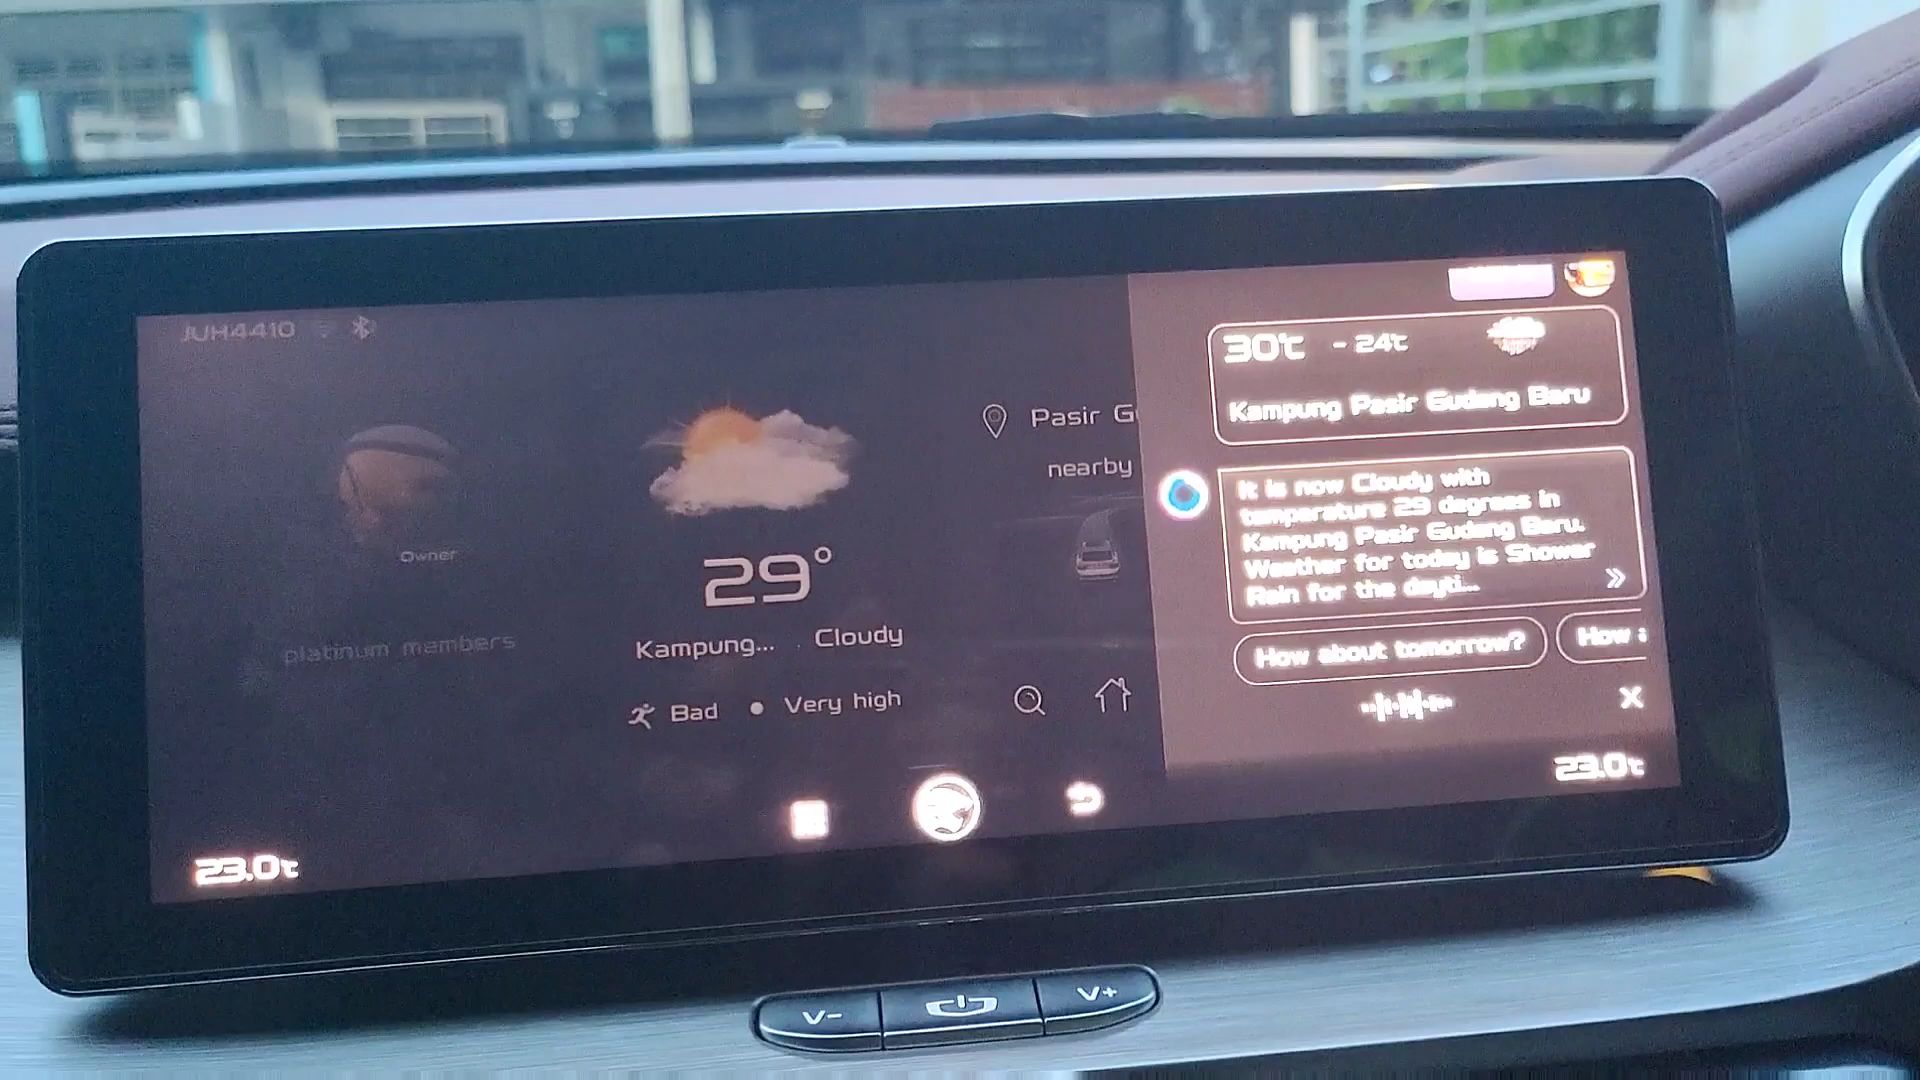 JUH4410
Owner
platinum members
29°
Kampung... Cloudy
Bad • Very high
Pasir G
nearby
30℃ - 24℃
Kampung Pasir Gudang Baru
It is now Cloudy with
temperature 29 degrees in
Kampung Pasir Gudang Baru.
Weather for today is Shower
Rain for the dayti...
How about tomorrow?
How
23.0℃
23.0℃
V-
V+